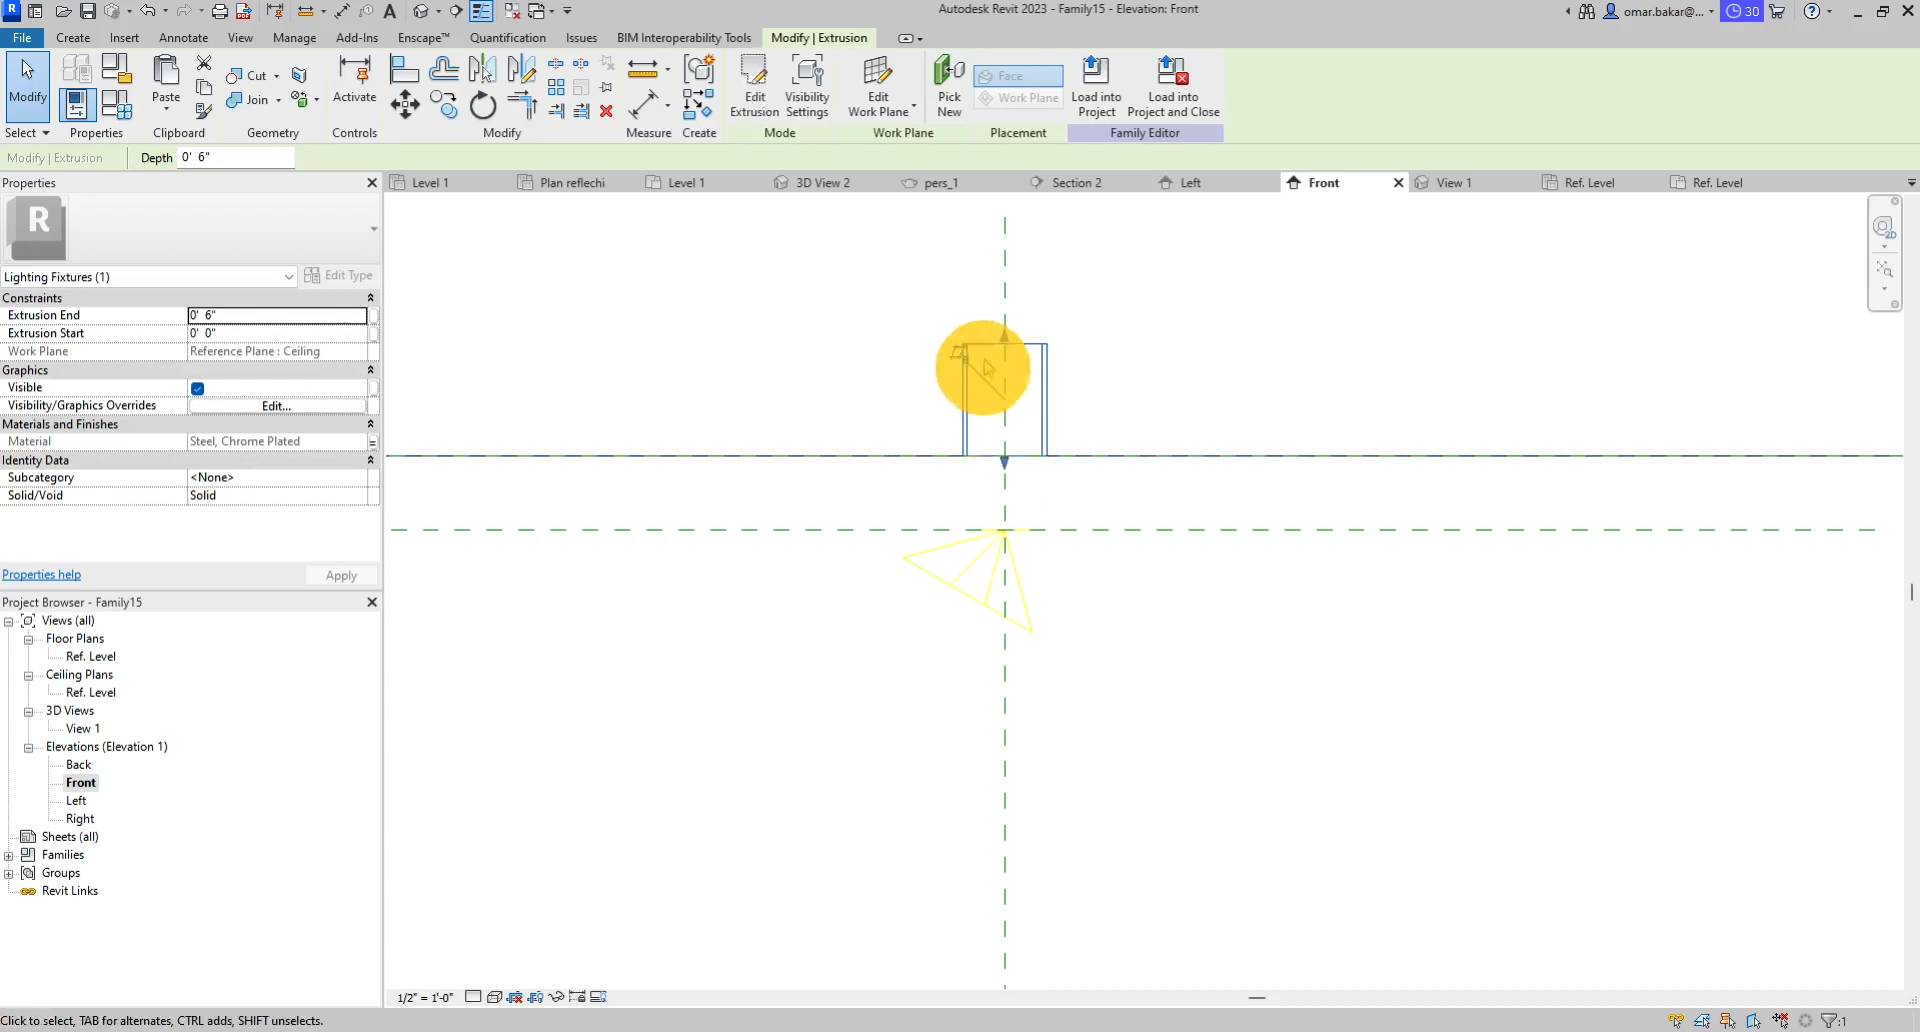 Autodesk Revit 2023 - Family15 - Elevation: Front
omar.bakar@...
30
File Create Insert Annotate View Manage Add-Ins Enscape™ Quantification Issues BIM Interoperability Tools Modify | Extrusion
Modify
Paste
Cut
Join
Activate
Edit Extrusion
Visibility Settings
Edit Work Plane
Pick New
Face
Work Plane
Load into Project
Load into Project and Close
Select Properties Clipboard Geometry Controls Modify Measure Create Mode Work Plane Placement Family Editor
Modify | Extrusion Depth 0' 6"
Properties
Level 1 Plan reflechi Level 1 3D View 2 pers_1 Section 2 Left Front View 1 Ref. Level Ref. Level
R
Lighting Fixtures (1) Edit Type
Constraints
Extrusion End 0' 6"
Extrusion Start 0' 0"
Work Plane Reference Plane : Ceiling
Graphics
Visible
Visibility/Graphics Overrides Edit...
Materials and Finishes
Material Steel, Chrome Plated
Identity Data
Subcategory <None>
Solid/Void Solid
Properties help Apply
Project Browser - Family15
Views (all)
Floor Plans
Ref. Level
Ceiling Plans
Ref. Level
3D Views
View 1
Elevations (Elevation 1)
Back
Front
Left
Right
Sheets (all)
Families
Groups
Revit Links
1/2" = 1'-0"
Click to select, TAB for alternates, CTRL adds, SHIFT unselects.
:1
2D